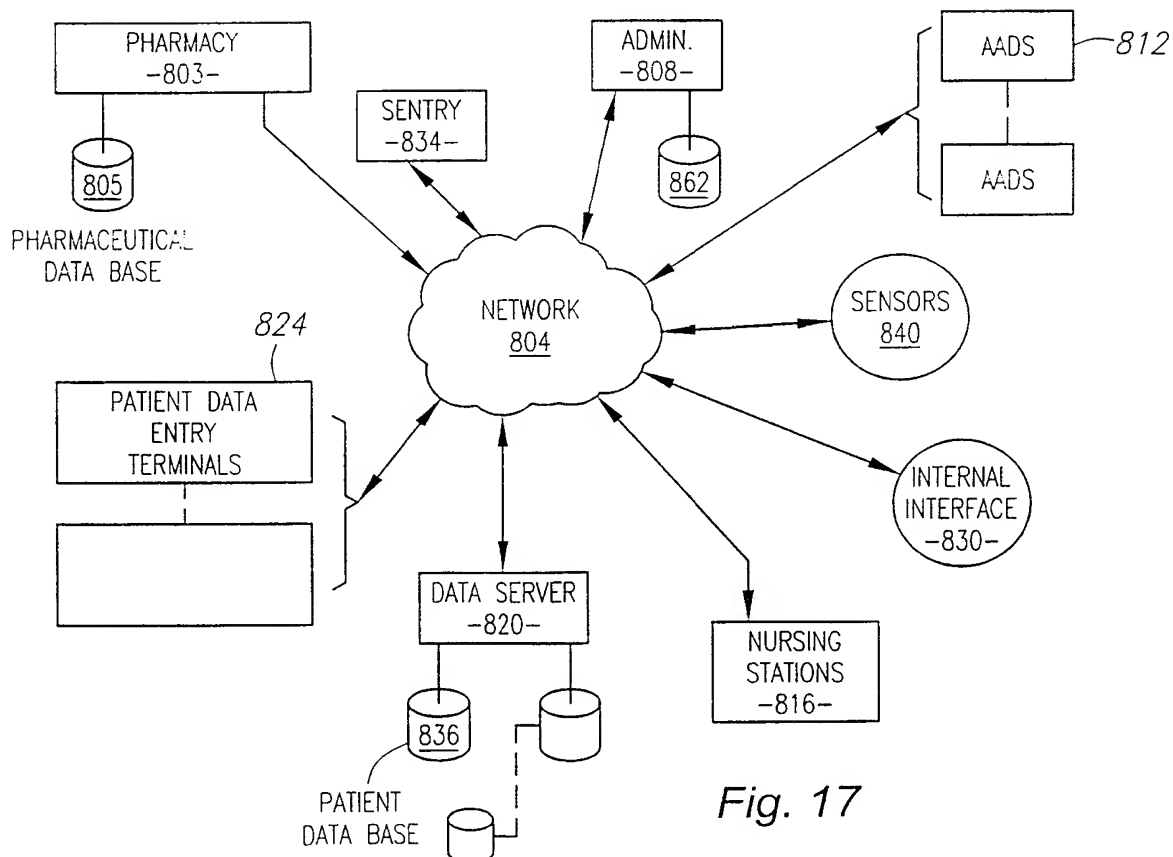 PHARMACY
-803-
ADMIN.
-808-
AADS
812
SENTRY
-834-
805
862
AADS
PHARMACEUTICAL
DATA BASE
NETWORK
804
SENSORS
840
824
PATIENT DATA
ENTRY
TERMINALS
INTERNAL
INTERFACE
-830-
DATA SERVER
-820-
NURSING
STATIONS
-816-
836
PATIENT
DATA BASE
Fig. 17